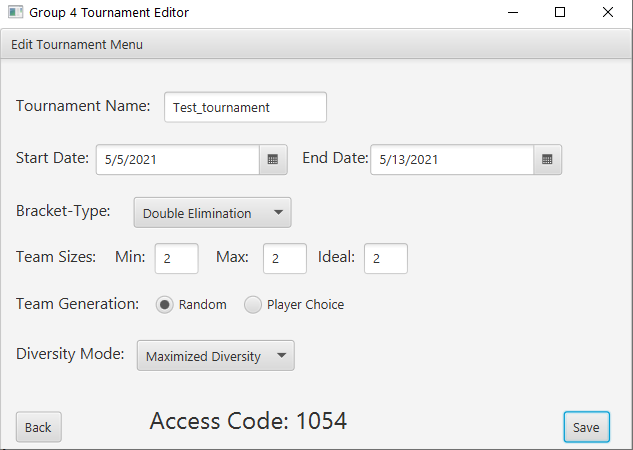 Group 4 Tournament Editor
Edit Tournament Menu
Tournament Name: Test_tournament
Start Date: 5/5/2021 End Date: 5/13/2021
Bracket-Type: Double Elimination
Team Sizes: Min: 2 Max: 2 Ideal: 2
Team Generation: Random Player Choice
Diversity Mode: Maximized Diversity
Back Access Code: 1054 Save